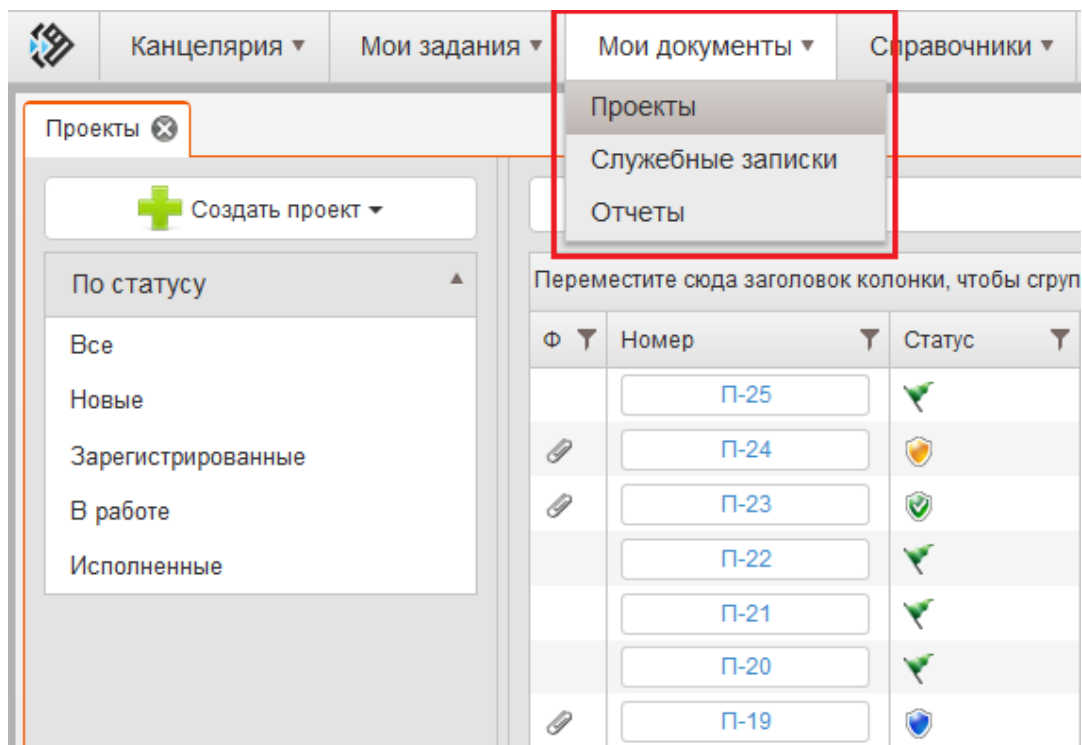 Канцелярия Мои задания Мои документы Справочники
Проекты
Служебные записки
Отчеты
Проекты
Создать проект
По статусу
Все
Новые
Зарегистрированные
В работе
Исполненные
Переместите сюда заголовок колонки, чтобы сгруп
Ф Номер Статус
П-25
П-24
П-23
П-22
П-21
П-20
П-19